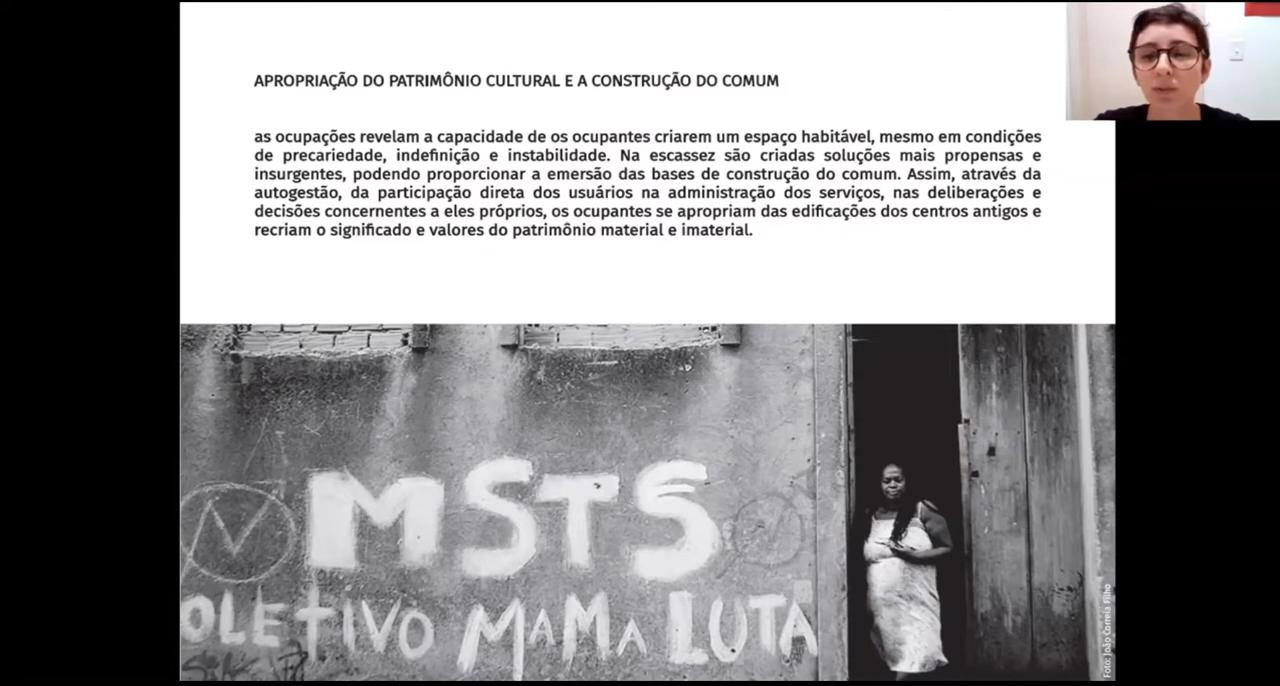 APROPRIAÇÃO DO PATRIMÔNIO CULTURAL E A CONSTRUÇÃO DO COMUM
as ocupações revelam a capacidade de os ocupantes criarem um espaço habitável, mesmo em condições
de precariedade, indefinição e instabilidade. Na escassez são criadas soluções mais propensas e
insurgentes, podendo proporcionar a emersão das bases de construção do comum. Assim, através da
autogestão, da participação direta dos usuários na administração dos serviços, nas deliberações e
decisões concernentes a eles próprios, os ocupantes se apropriam das edificações dos centros antigos e
recriam o significado e valores do patrimônio material e imaterial.
MSTS
OLETIVO MAMA LUTA
Foto: João Correia Filho